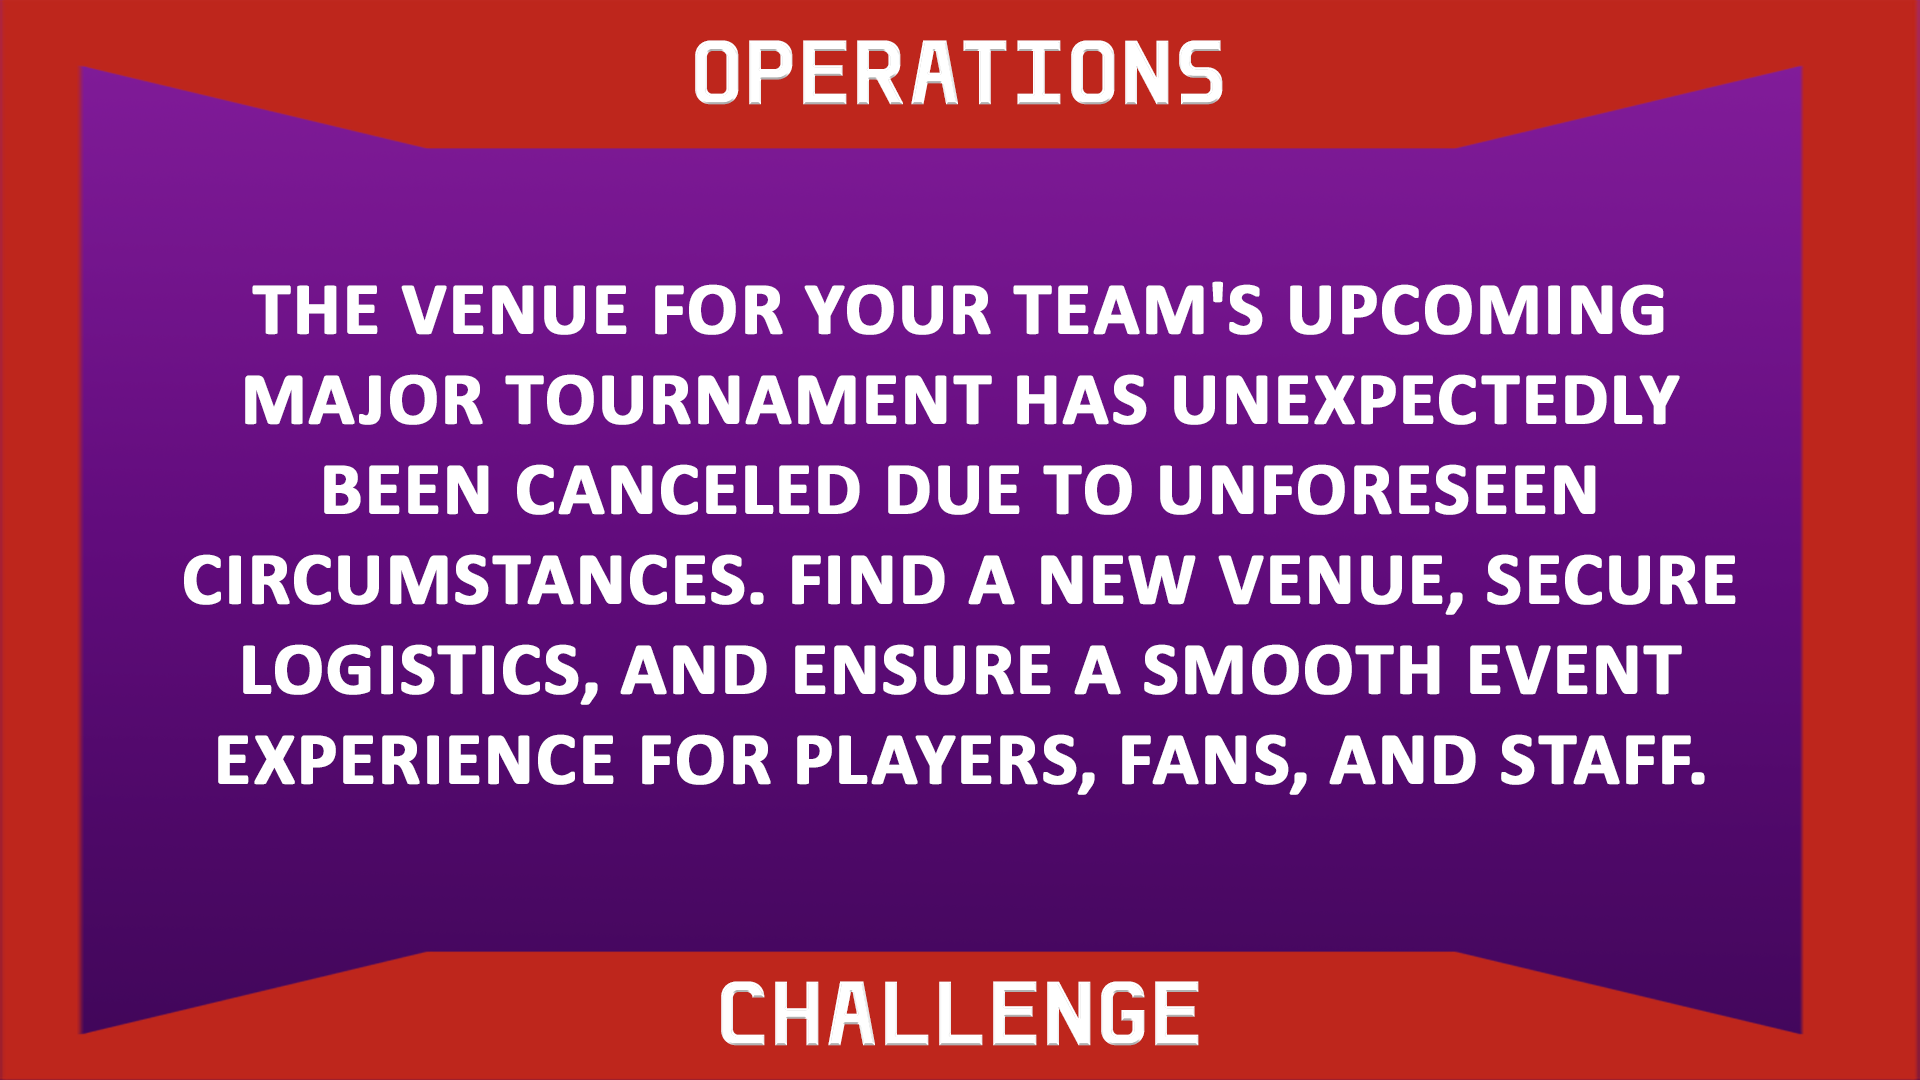 OPERATIONS
THE VENUE FOR YOUR TEAM'S UPCOMING
MAJOR TOURNAMENT HAS UNEXPECTEDLY
BEEN CANCELED DUE TO UNFORESEEN
CIRCUMSTANCES. FIND A NEW VENUE, SECURE
LOGISTICS, AND ENSURE A SMOOTH EVENT
EXPERIENCE FOR PLAYERS, FANS, AND STAFF.
CHALLENGE